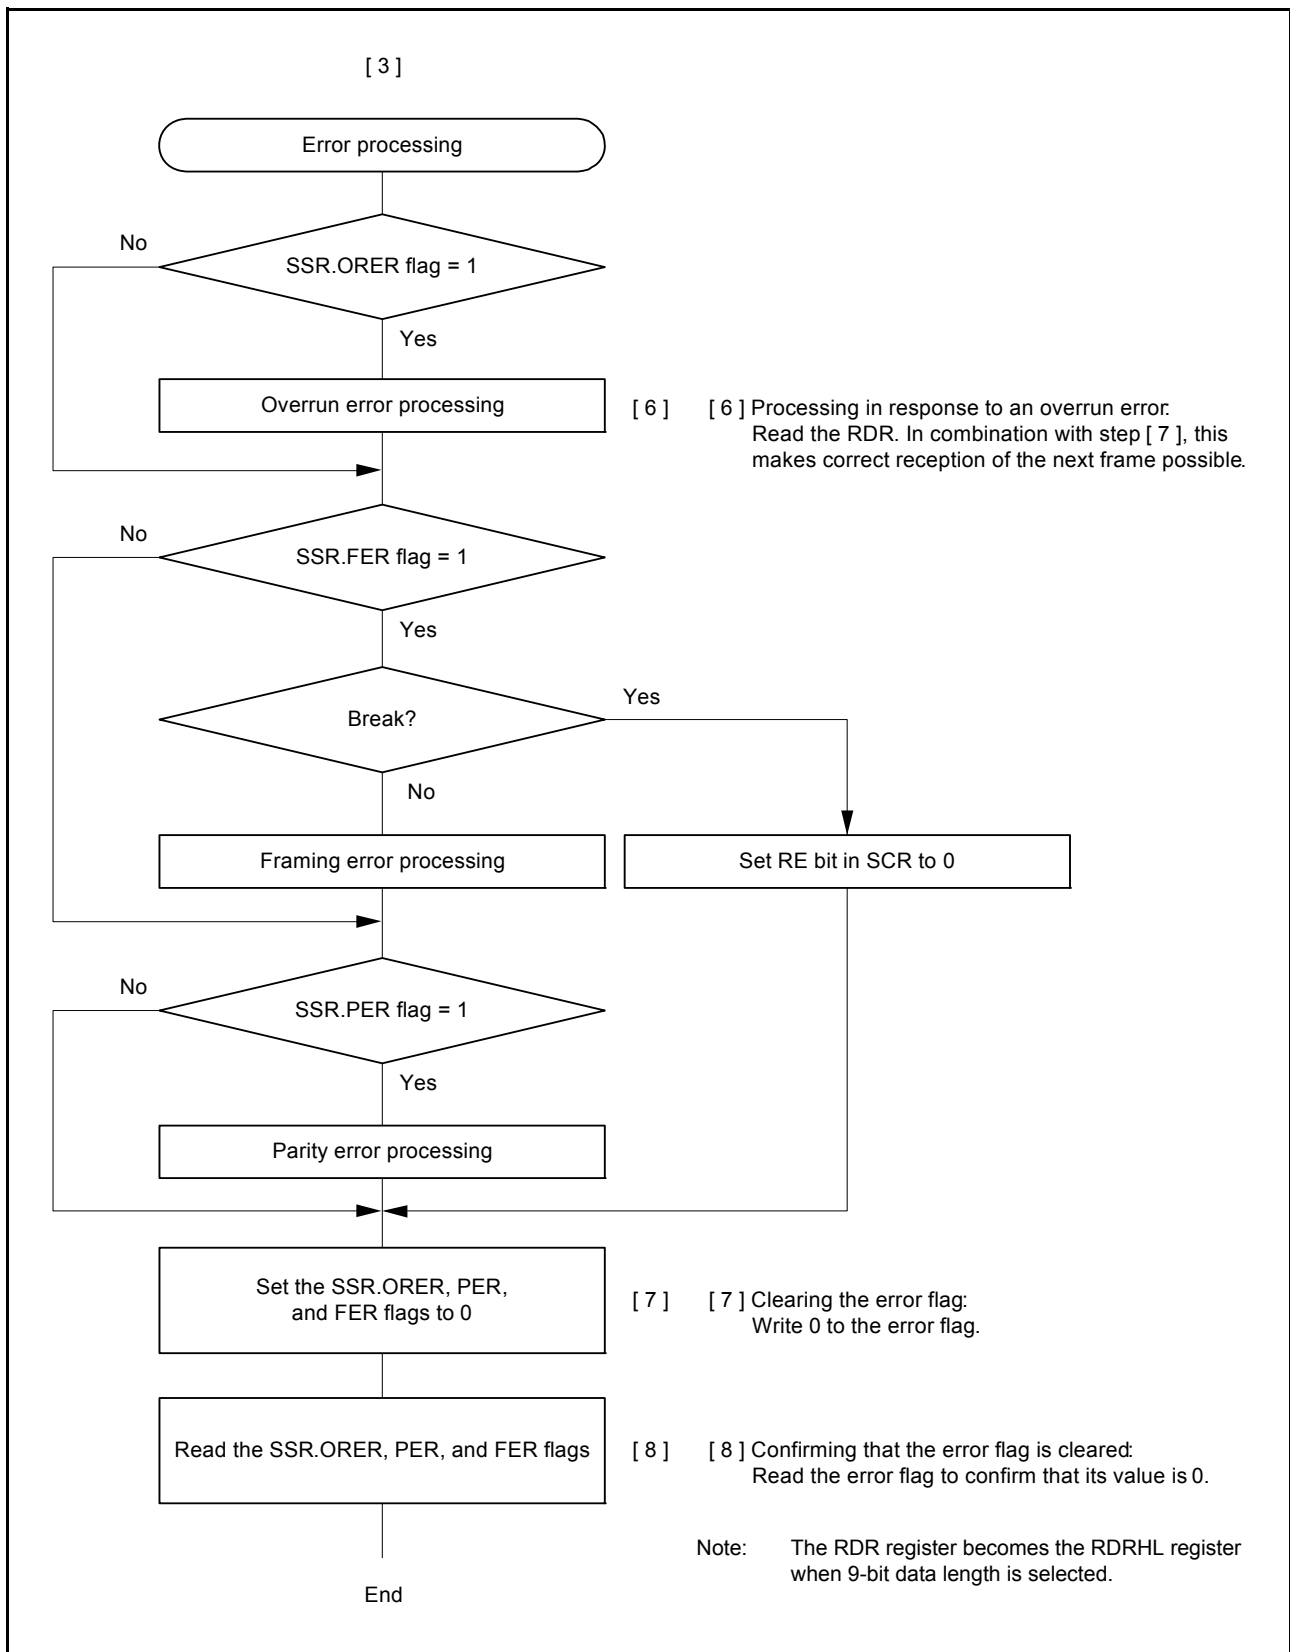 [ 3 ]
Error processing
No
SSR.ORER flag = 1
Yes
Overrun error processing
[ 6 ]
[ 6 ] Processing in response to an overrun error:
Read the RDR. In combination with step [ 7 ], this
makes correct reception of the next frame possible.
No
SSR.FER flag = 1
Yes
Break?
Yes
No
Framing error processing
Set RE bit in SCR to 0
No
SSR.PER flag = 1
Yes
Parity error processing
Set the SSR.ORER, PER,
and FER flags to 0
[ 7 ]
[ 7 ] Clearing the error flag:
Write 0 to the error flag.
Read the SSR.ORER, PER, and FER flags
[ 8 ]
[ 8 ] Confirming that the error flag is cleared:
Read the error flag to confirm that its value is 0.
Note: The RDR register becomes the RDRHL register
when 9-bit data length is selected.
End